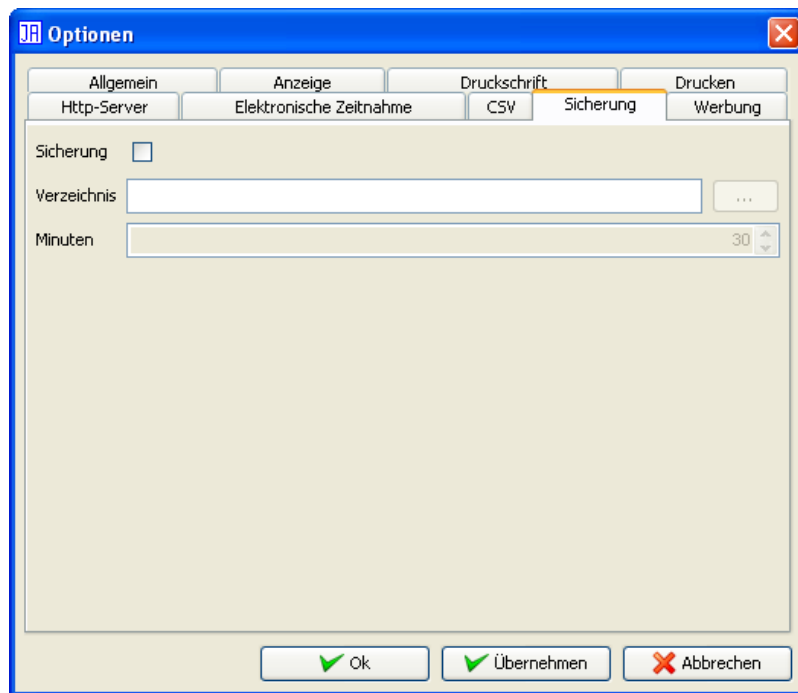 JA Optionen
Allgemein Anzeige Druckschrift Drucken
Http-Server Elektronische Zeitnahme CSV Sicherung Werbung
Sicherung
Verzeichnis ...
Minuten 30
Ok Übernehmen Abbrechen